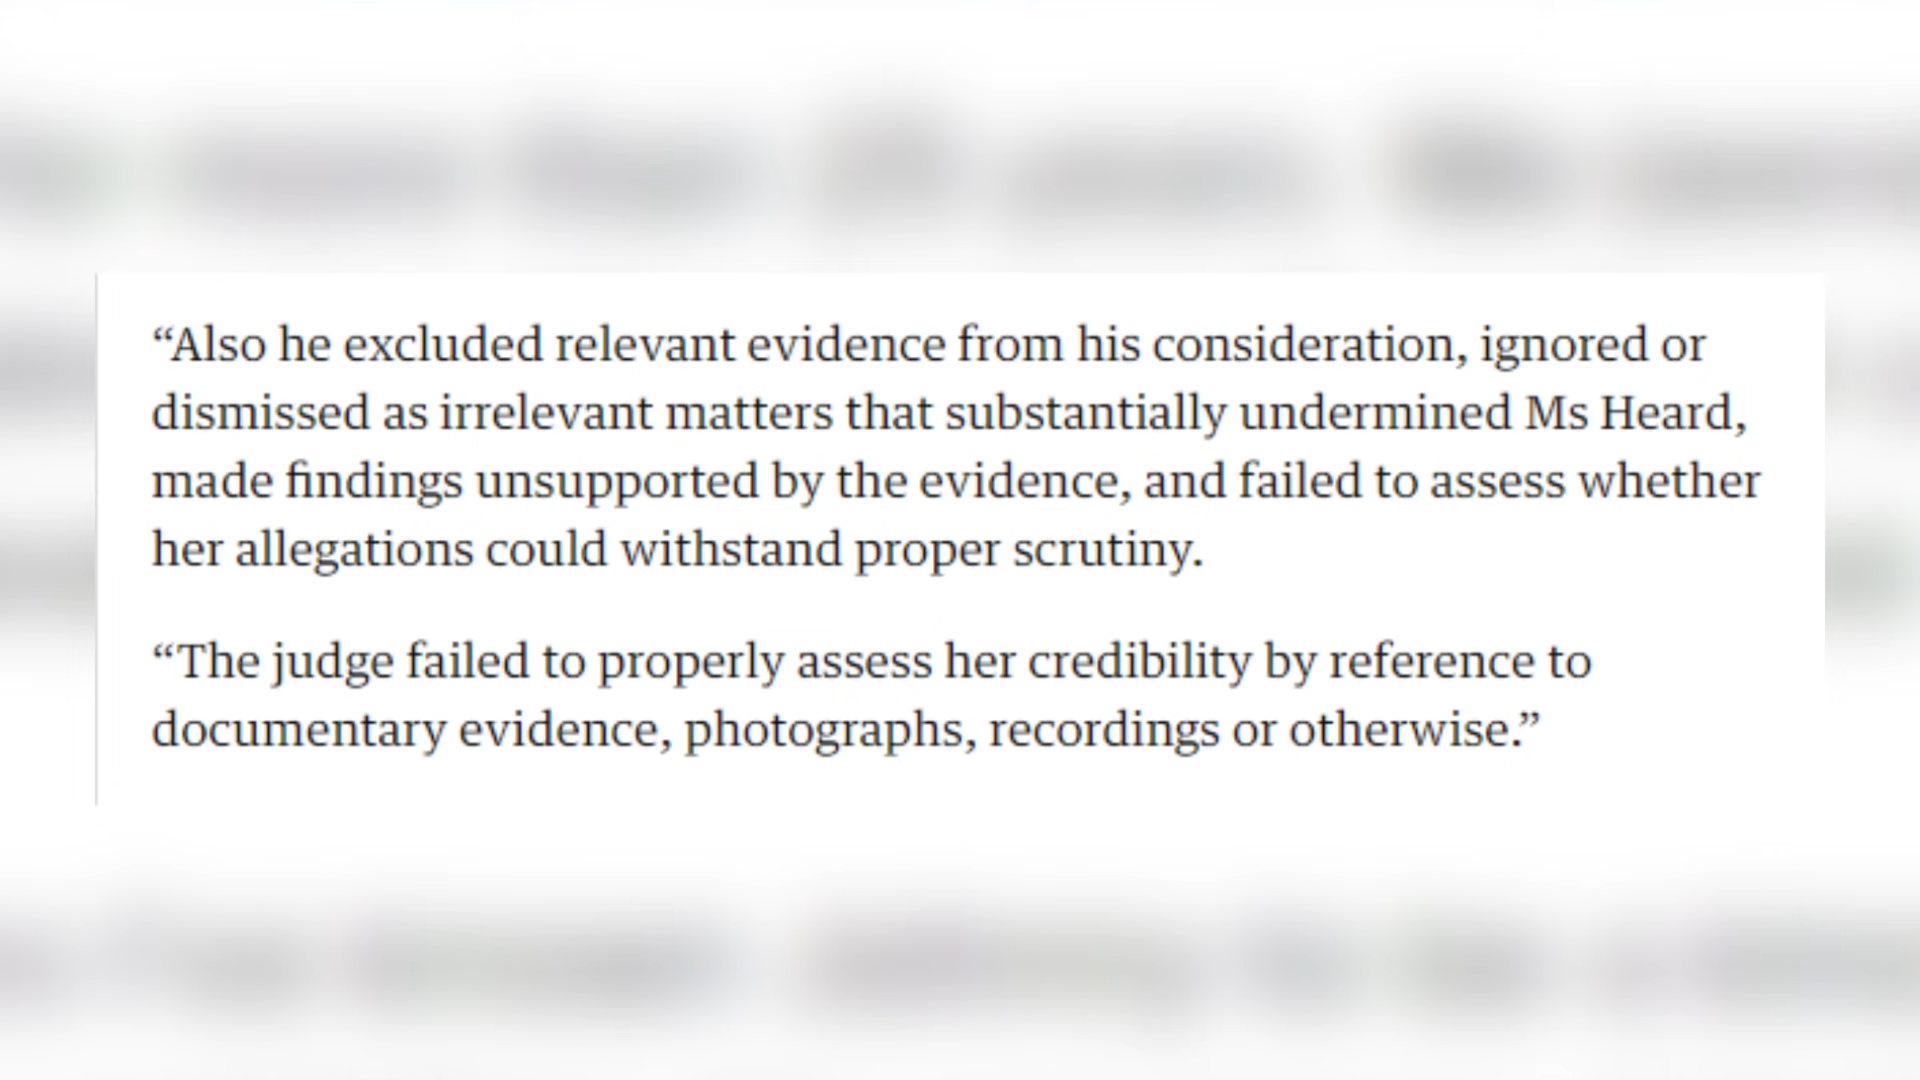 “Also he excluded relevant evidence from his consideration, ignored or
dismissed as irrelevant matters that substantially undermined Ms Heard,
made findings unsupported by the evidence, and failed to assess whether
her allegations could withstand proper scrutiny.
“The judge failed to properly assess her credibility by reference to
documentary evidence, photographs, recordings or otherwise.”